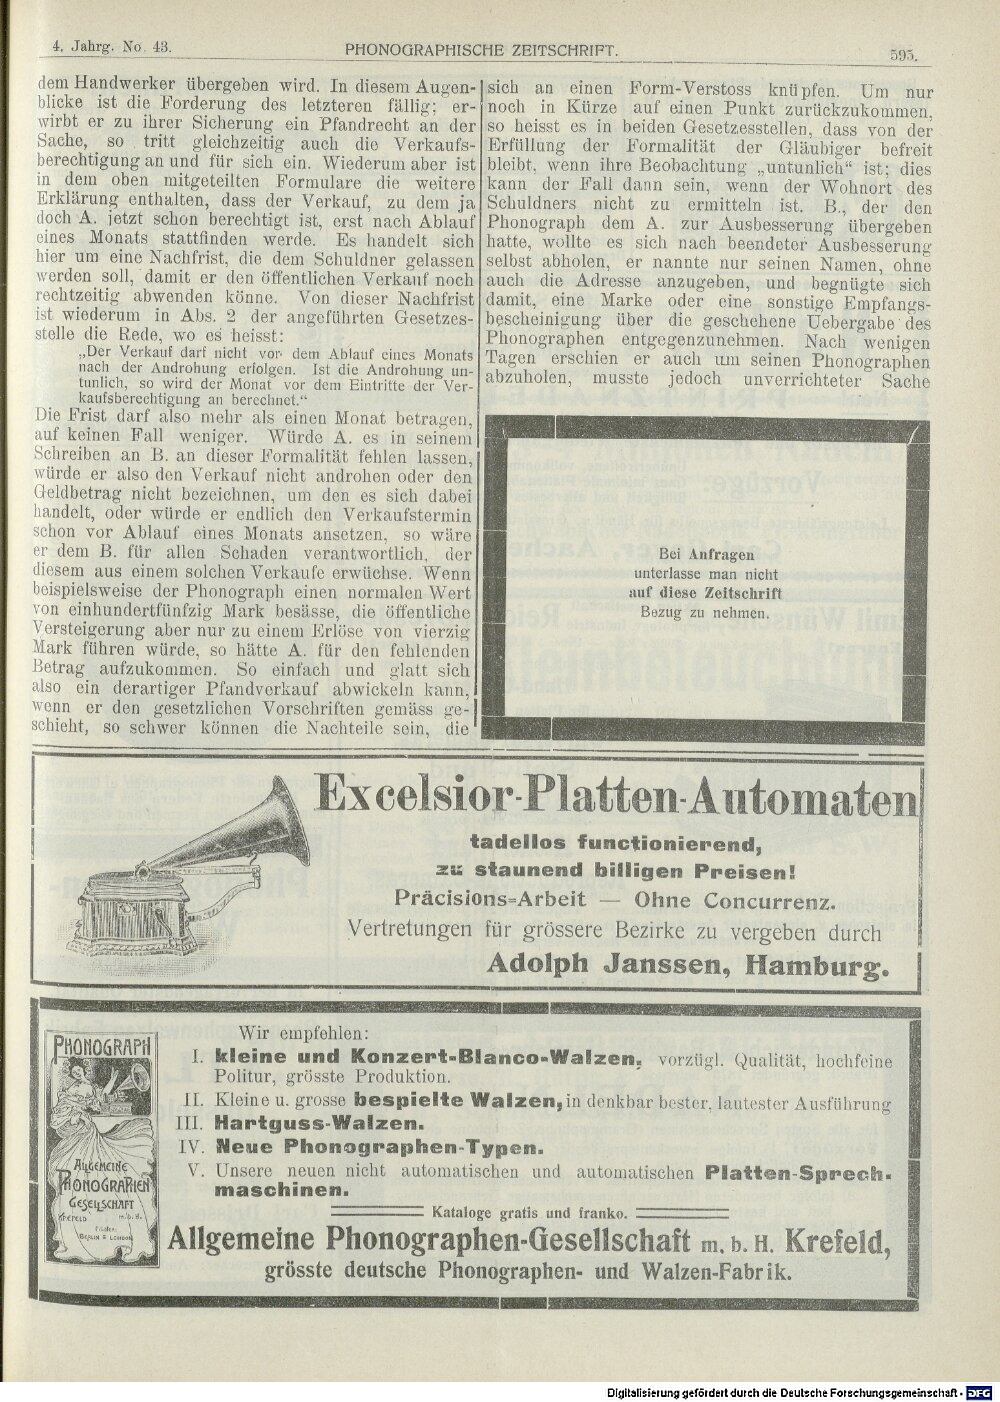 4. Jahrg. No. 43.
PHONOGRAPHISCHE ZEITSCHRIFT.
595.
dem Handwerker übergeben wird. In diesem Augen-
blicke ist die Forderung des letzteren fällig; er-
wirbt er zu ihrer Sicherung ein Pfandrecht an der
Sache, so tritt gleichzeitig auch die Verkaufs-
berechtigung an und für sich ein. Wiederum aber ist
in dem oben mitgeteilten Formulare die weitere
Erklärung enthalten, dass der Verkauf, zu dem ja
doch A. jetzt schon berechtigt ist, erst nach Ablauf
eines Monats stattfinden werde. Es handelt sich
hier um eine Nachfrist, die dem Schuldner gelassen
werden soll, damit er den öffentlichen Verkauf noch
rechtzeitig abwenden könne. Von dieser Nachfrist
ist wiederum in Abs. 2 der angeführten Gesetzes-
stelle die Rede, wo es heisst:
„Der Verkauf darf nicht vor dem Ablauf eines Monats
nach der Androhung erfolgen. Ist die Androhung un-
tunlich, so wird der Monat vor dem Eintritte der Ver-
kaufsberechtigung an berechnet.“
Die Frist darf also mehr als einen Monat betragen,
auf keinen Fall weniger. Würde A. es in seinem
Schreiben an B. an dieser Formalität fehlen lassen,
würde er also den Verkauf nicht androhen oder den
Geldbetrag nicht bezeichnen, um den es sich dabei
handelt, oder würde er endlich den Verkaufstermin
schon vor Ablauf eines Monats ansetzen, so wäre
er dem B. für allen Schaden verantwortlich, der
diesem aus einem solchen Verkaufe erwüchse. Wenn
beispielsweise der Phonograph einen normalen Wert
von einhundertfünfzig Mark besässe, die öffentliche
Versteigerung aber nur zu einem Erlöse von vierzig
Mark führen würde, so hätte A. für den fehlenden
Betrag aufzukommen. So einfach und glatt sich
also ein derartiger Pfandverkauf abwickeln kann,
wenn er den gesetzlichen Vorschriften gemäss ge-
schieht, so schwer können die Nachteile sein, die
sich an einen Form-Verstoss knüpfen. Um nur
noch in Kürze auf einen Punkt zurückzukommen,
so heisst es in beiden Gesetzesstellen, dass von der
Erfüllung der Formalität der Gläubiger befreit
bleibt, wenn ihre Beobachtung „untunlich“ ist; dies
kann der Fall dann sein, wenn der Wohnort des
Schuldners nicht zu ermitteln ist. B., der den
Phonograph dem A. zur Ausbesserung übergeben
hatte, wollte es sich nach beendeter Ausbesserung
selbst abholen, er nannte nur seinen Namen, ohne
auch die Adresse anzugeben, und begnügte sich
damit, eine Marke oder eine sonstige Empfangs-
bescheinigung über die geschehene Uebergabe des
Phonographen entgegenzunehmen. Nach wenigen
Tagen erschien er auch um seinen Phonographen
abzuholen, musste jedoch unverrichteter Sache
Bei Anfragen
unterlasse man nicht
auf diese Zeitschrift
Bezug zu nehmen.
Excelsior-Platten-Automaten
tadellos functionierend,
zu staunend billigen Preisen!
Präcisions-Arbeit — Ohne Concurrenz.
Vertretungen für grössere Bezirke zu vergeben durch
Adolph Janssen, Hamburg.
PHONOGRAPH
ALLGEMEINE
PHONOGRAPHEN
GESELLSCHAFT
KREFELD m.b.H.
Filialen:
BERLIN & LONDON
Wir empfehlen:
I. kleine und Konzert-Blanco-Walzen, vorzügl. Qualität, hochfeine
Politur, grösste Produktion.
II. Kleine u. grosse bespielte Walzen, in denkbar bester, lautester Ausführung
III. Hartguss-Walzen.
IV. Neue Phonographen-Typen.
V. Unsere neuen nicht automatischen und automatischen Platten-Sprech-
maschinen.
Kataloge gratis und franko.
Allgemeine Phonographen-Gesellschaft m. b. H. Krefeld,
grösste deutsche Phonographen- und Walzen-Fabrik.
Digitalisierung gefördert durch die Deutsche Forschungsgemeinschaft - DFG